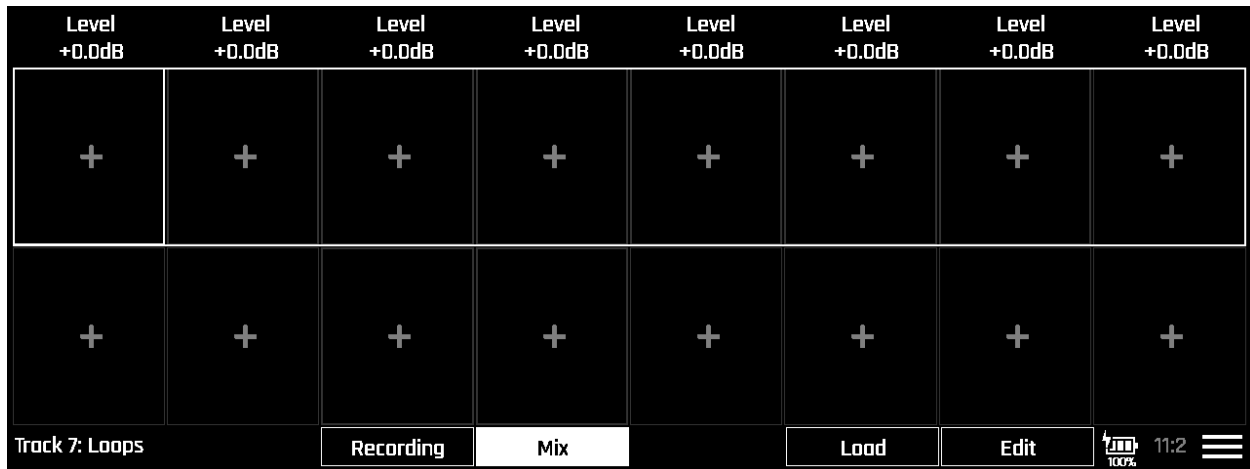 Level Level Level Level Level Level Level Level
+0.0dB +0.0dB +0.0dB +0.0dB +0.0dB +0.0dB +0.0dB +0.0dB
+ + + + + + + +
+ + + + + + + +
Track 7: Loops Recording Mix Load Edit 11:2
100%